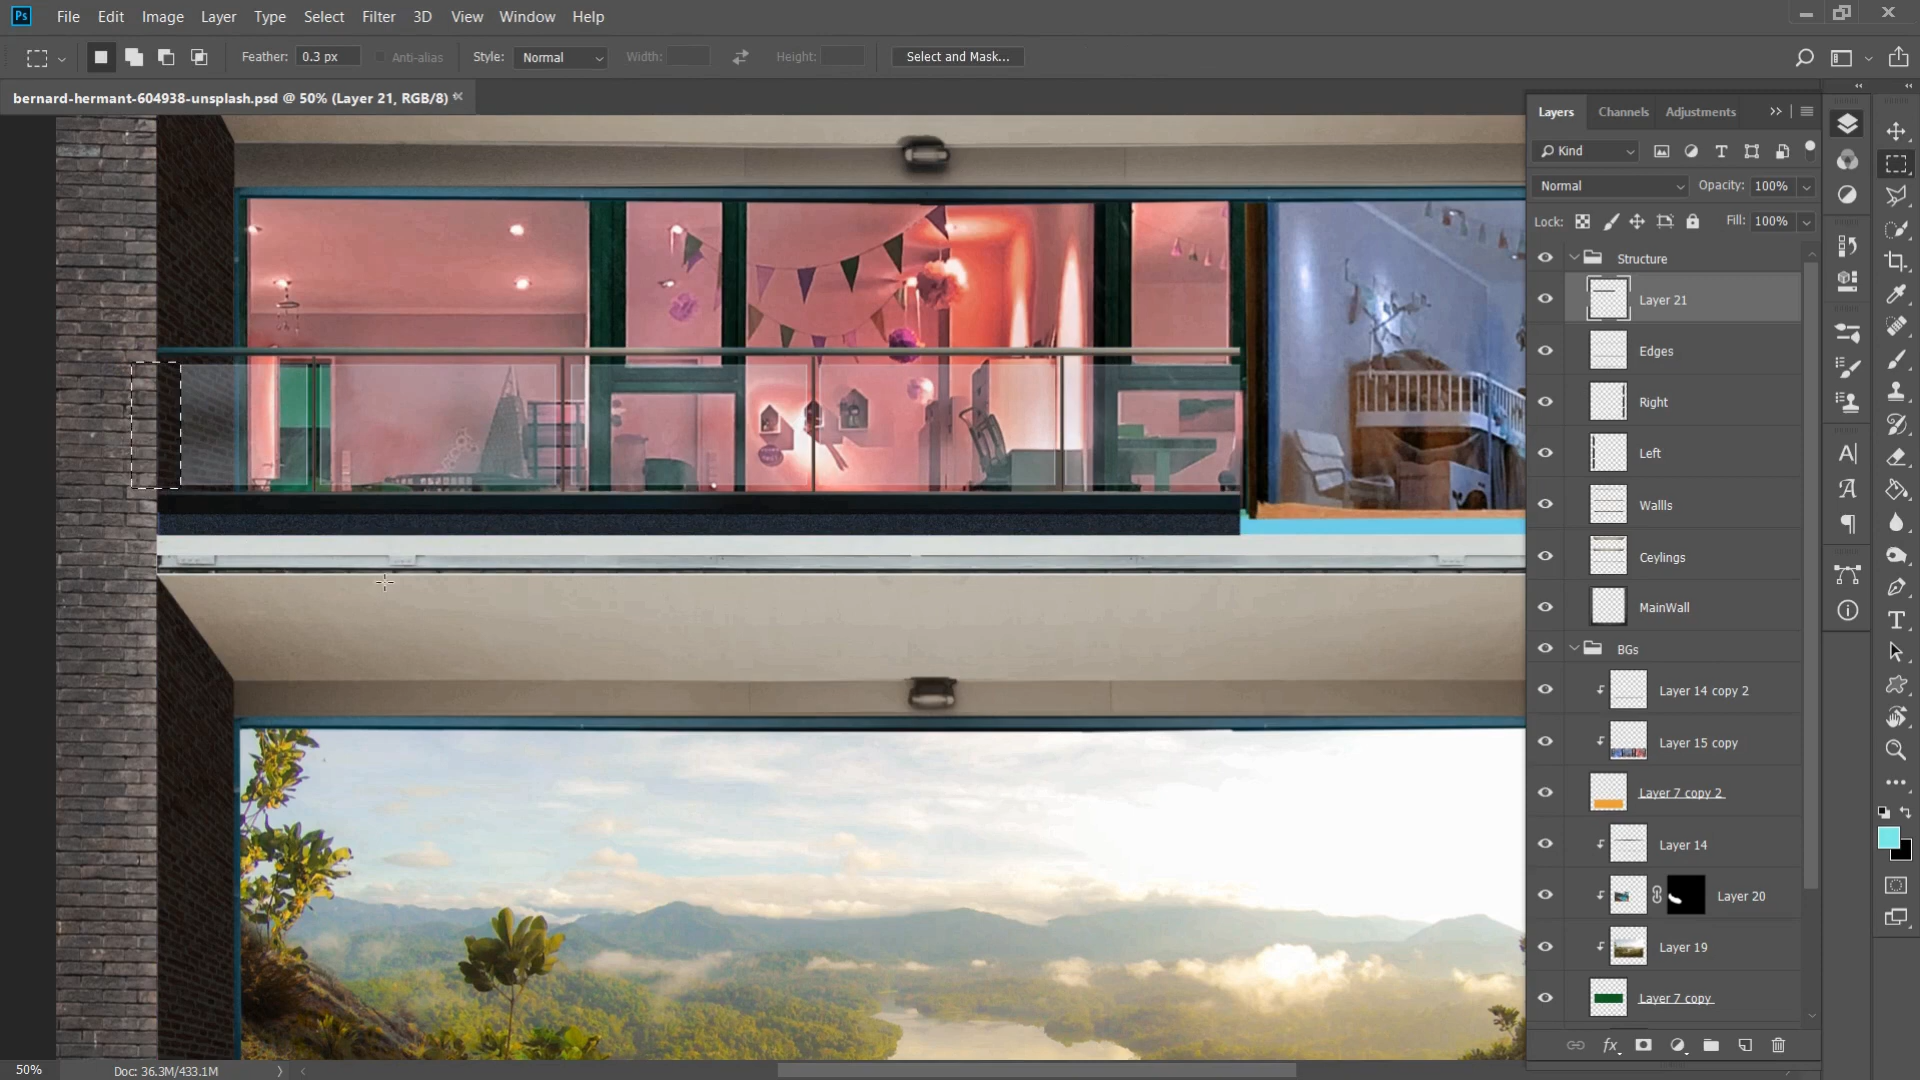 Ps File Edit Image Layer Type Select Filter 3D View Window Help
Feather: 0.3 px Anti-alias Style: Normal Width: Height: Select and Mask...
bernard-hermant-604938-unsplash.psd @ 50% (Layer 21, RGB/8)
Layers Channels Adjustments
Kind
Normal Opacity: 100%
Lock: Fill: 100%
Structure
Layer 21
Edges
Right
Left
Wallls
Ceylings
MainWall
BGs
Layer 14 copy 2
Layer 15 copy
Layer 7 copy 2
Layer 14
Layer 20
Layer 19
Layer 7 copy
50% Doc: 36.3M/433.1M